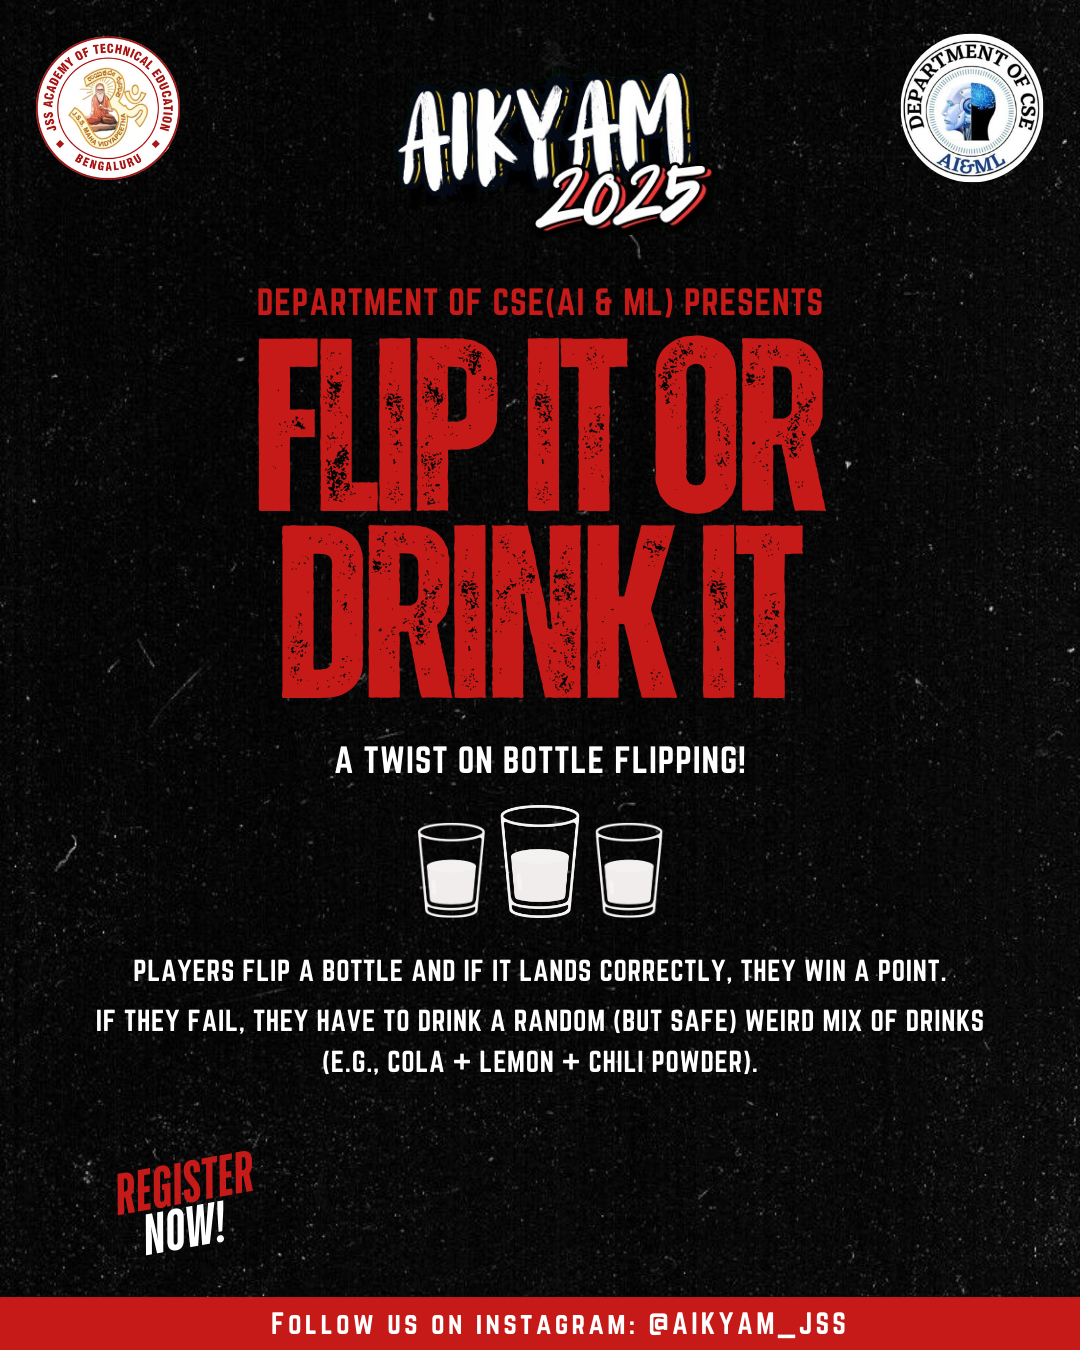 JSS ACADEMY OF TECHNICAL EDUCATION
J.S.S. MAHA VIDYAPEETHA
BENGALURU
AIKYAM
2025
DEPARTMENT OF CSE
AI&ML
DEPARTMENT OF CSE(AI & ML) PRESENTS
FLIP IT OR
DRINK IT
A TWIST ON BOTTLE FLIPPING!
PLAYERS FLIP A BOTTLE AND IF IT LANDS CORRECTLY, THEY WIN A POINT.
IF THEY FAIL, THEY HAVE TO DRINK A RANDOM (BUT SAFE) WEIRD MIX OF DRINKS
(E.G., COLA + LEMON + CHILI POWDER).
REGISTER
NOW!
FOLLOW US ON INSTAGRAM: @AIKYAM_JSS